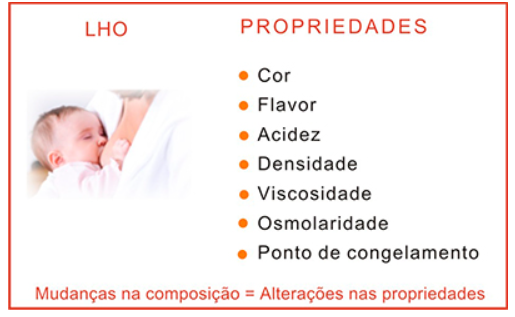 LHO
PROPRIEDADES
Cor
Flavor
Acidez
Densidade
Viscosidade
Osmolaridade
Ponto de congelamento
Mudanças na composição = Alterações nas propriedades